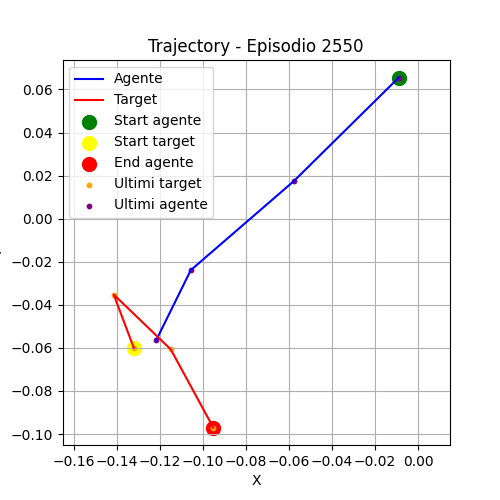 Trajectory - Episodio 2550
Agente
Target
Start agente
Start target
End agente
Ultimi target
Ultimi agente
0.06
0.04
0.02
0.00
−0.02
−0.04
−0.06
−0.08
−0.10
−0.16 −0.14 −0.12 −0.10 −0.08 −0.06 −0.04 −0.02 0.00
X